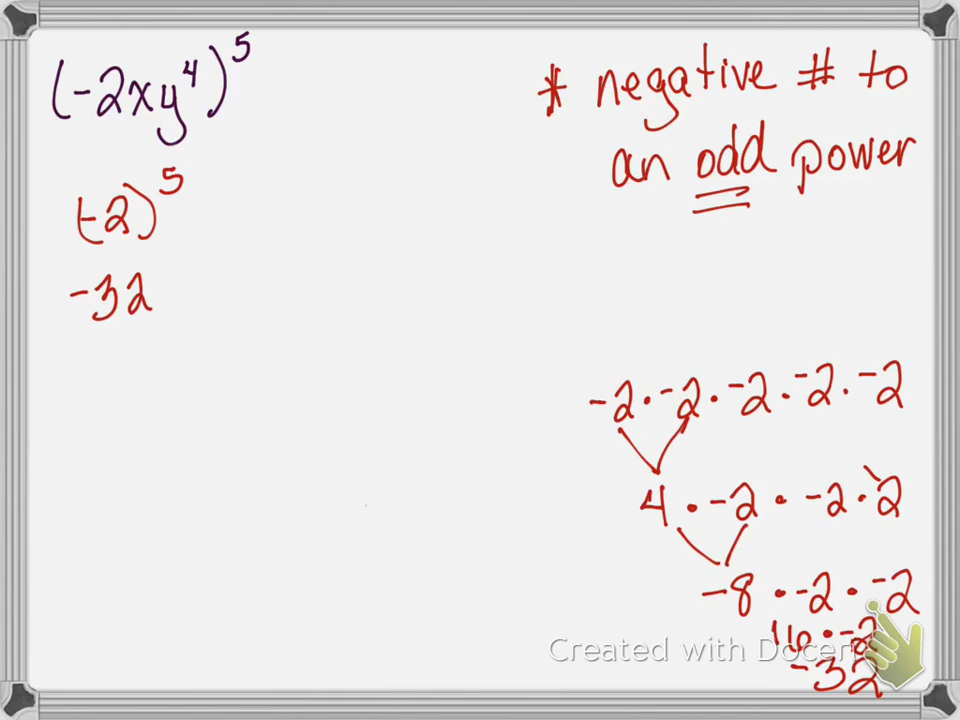 (-2xy⁴)⁵
* negative # to
an odd power
(-2)⁵
-32
-2 · -2 · -2 · -2 · -2
4 · -2 · -2 · -2
-8 · -2 · -2
16 · -2
-32
Created with Docen